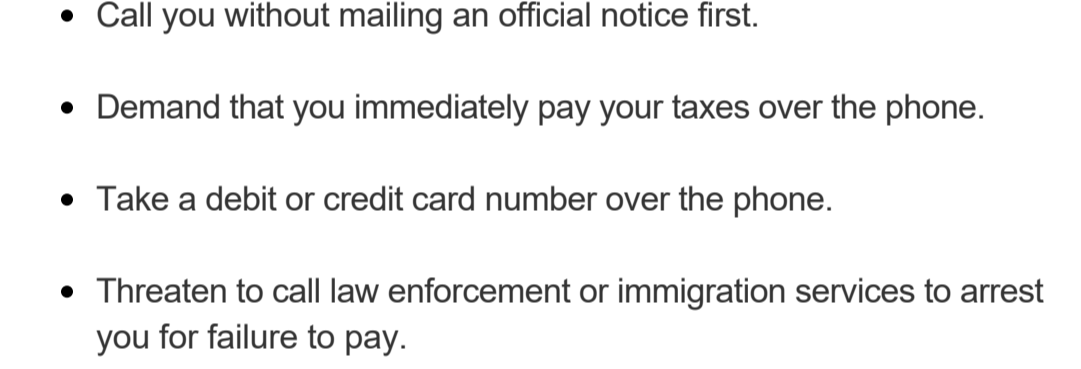 • Call you without mailing an official notice first.
• Demand that you immediately pay your taxes over the phone.
• Take a debit or credit card number over the phone.
• Threaten to call law enforcement or immigration services to arrest
you for failure to pay.